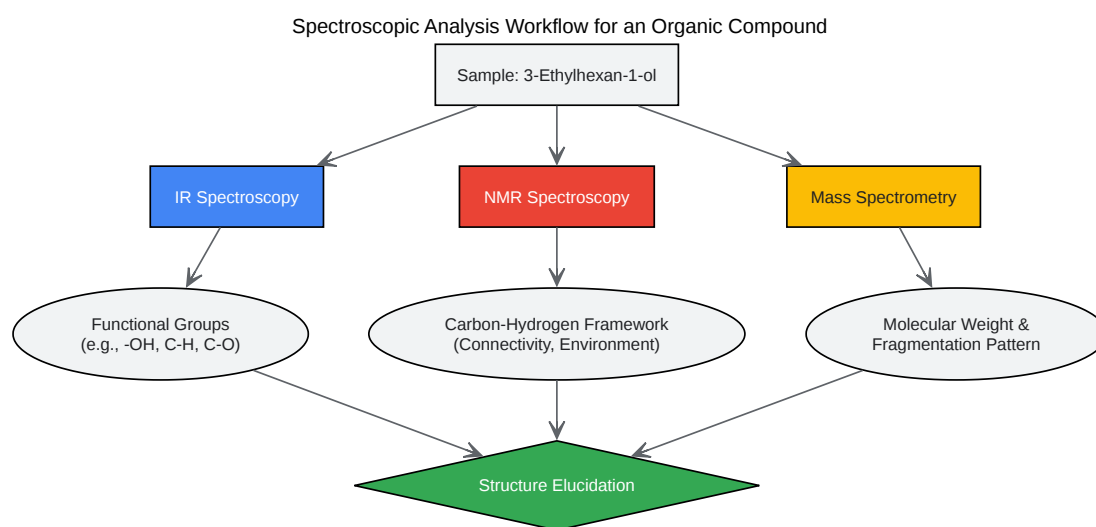 Spectroscopic Analysis Workflow for an Organic Compound
Sample: 3-Ethylhexan-1-ol
IR Spectroscopy
NMR Spectroscopy
Mass Spectrometry
Functional Groups
(e.g., -OH, C-H, C-O)
Carbon-Hydrogen Framework
(Connectivity, Environment)
Molecular Weight &
Fragmentation Pattern
Structure Elucidation